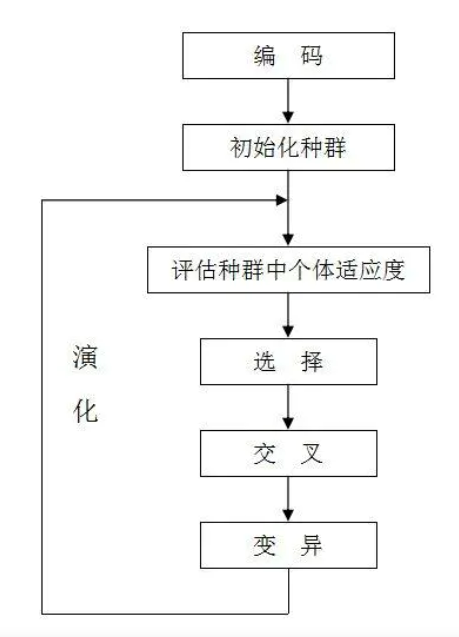 编 码
初始化种群
评估种群中个体适应度
选 择
交 叉
变 异
演
化